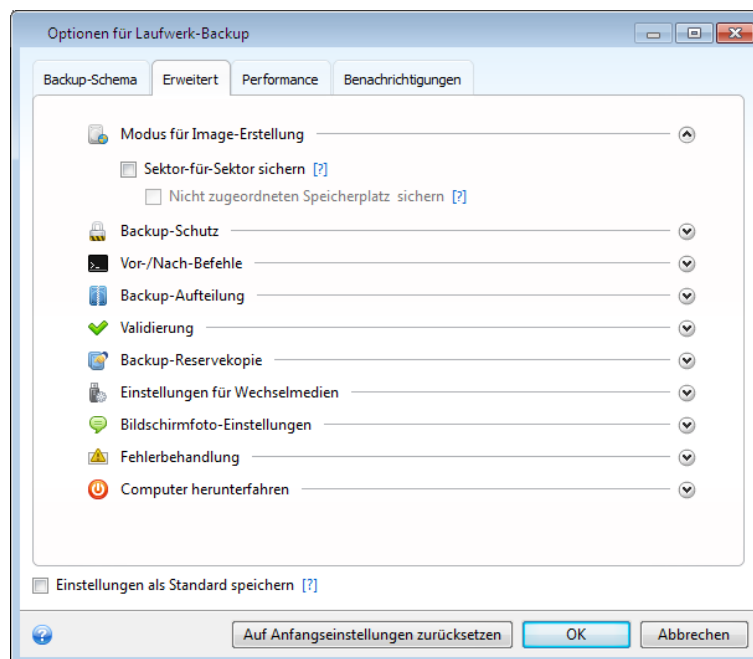 Optionen für Laufwerk-Backup
Backup-Schema Erweitert Performance Benachrichtigungen
Modus für Image-Erstellung
Sektor-für-Sektor sichern [?]
Nicht zugeordneten Speicherplatz sichern [?]
Backup-Schutz
Vor-/Nach-Befehle
Backup-Aufteilung
Validierung
Backup-Reservekopie
Einstellungen für Wechselmedien
Bildschirmfoto-Einstellungen
Fehlerbehandlung
Computer herunterfahren
Einstellungen als Standard speichern [?]
Auf Anfangseinstellungen zurücksetzen OK Abbrechen